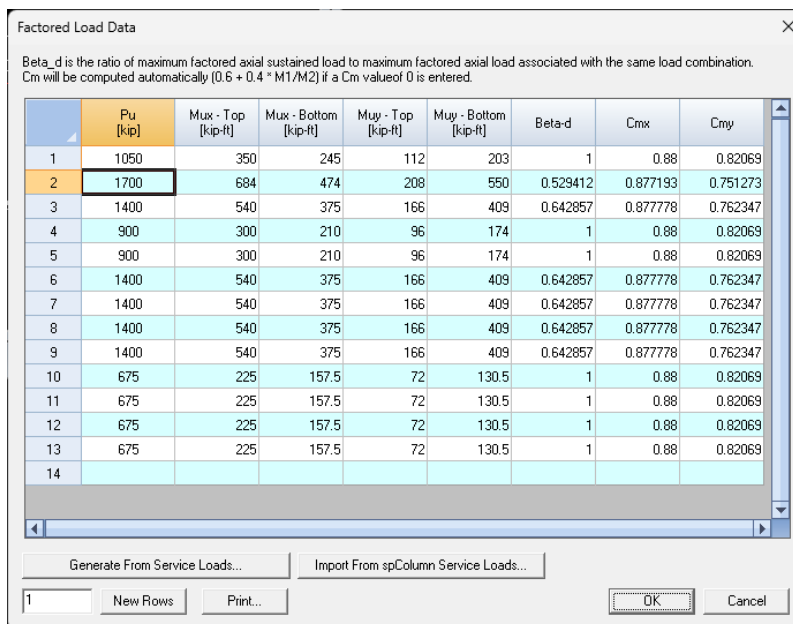 Factored Load Data
Beta_d is the ratio of maximum factored axial sustained load to maximum factored axial load associated with the same load combination.
Cm will be computed automatically (0.6 + 0.4 * M1/M2) if a Cm valueof 0 is entered.
Pu [kip] Mux - Top [kip-ft] Mux - Bottom [kip-ft] Muy - Top [kip-ft] Muy - Bottom [kip-ft] Beta-d Cmx Cmy
1 1050 350 245 112 203 1 0.88 0.82069
2 1700 684 474 208 550 0.529412 0.877193 0.751273
3 1400 540 375 166 409 0.642857 0.877778 0.762347
4 900 300 210 96 174 1 0.88 0.82069
5 900 300 210 96 174 1 0.88 0.82069
6 1400 540 375 166 409 0.642857 0.877778 0.762347
7 1400 540 375 166 409 0.642857 0.877778 0.762347
8 1400 540 375 166 409 0.642857 0.877778 0.762347
9 1400 540 375 166 409 0.642857 0.877778 0.762347
10 675 225 157.5 72 130.5 1 0.88 0.82069
11 675 225 157.5 72 130.5 1 0.88 0.82069
12 675 225 157.5 72 130.5 1 0.88 0.82069
13 675 225 157.5 72 130.5 1 0.88 0.82069
14
Generate From Service Loads... Import From spColumn Service Loads...
1 New Rows Print... OK Cancel